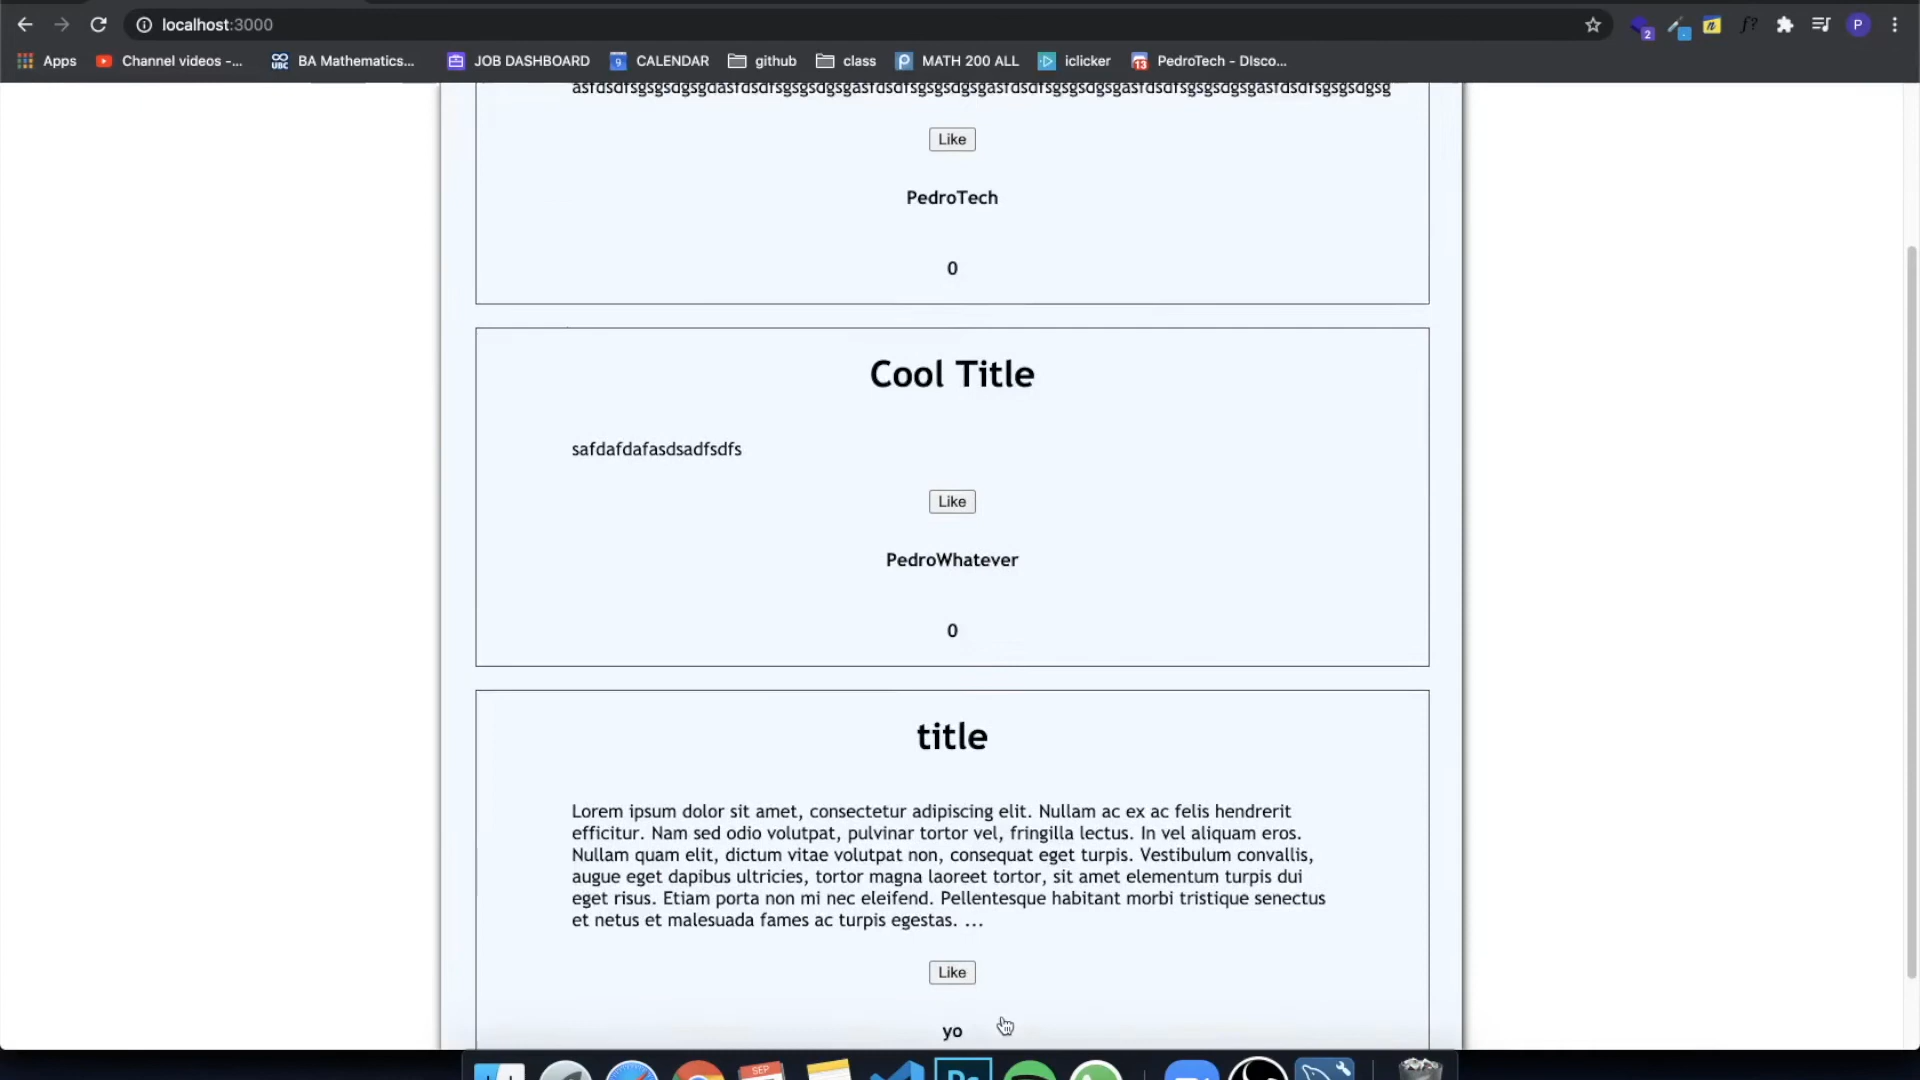 localhost:3000
2
f?
P
Apps
Channel videos -...
UBC
BA Mathematics...
JOB DASHBOARD
9
CALENDAR
github
class
P
MATH 200 ALL
iclicker
13
PedroTech - DIsco...
Like
PedroTech
0
Cool Title
safdafdafasdsadfsdfs
Like
PedroWhatever
0
title
Lorem ipsum dolor sit amet, consectetur adipiscing elit. Nullam ac ex ac felis hendrerit
efficitur. Nam sed odio volutpat, pulvinar tortor vel, fringilla lectus. In vel aliquam eros.
Nullam quam elit, dictum vitae volutpat non, consequat eget turpis. Vestibulum convallis,
augue eget dapibus ultricies, tortor magna laoreet tortor, sit amet elementum turpis dui
eget risus. Etiam porta non mi nec eleifend. Pellentesque habitant morbi tristique senectus
et netus et malesuada fames ac turpis egestas. ...
Like
yo
SEP